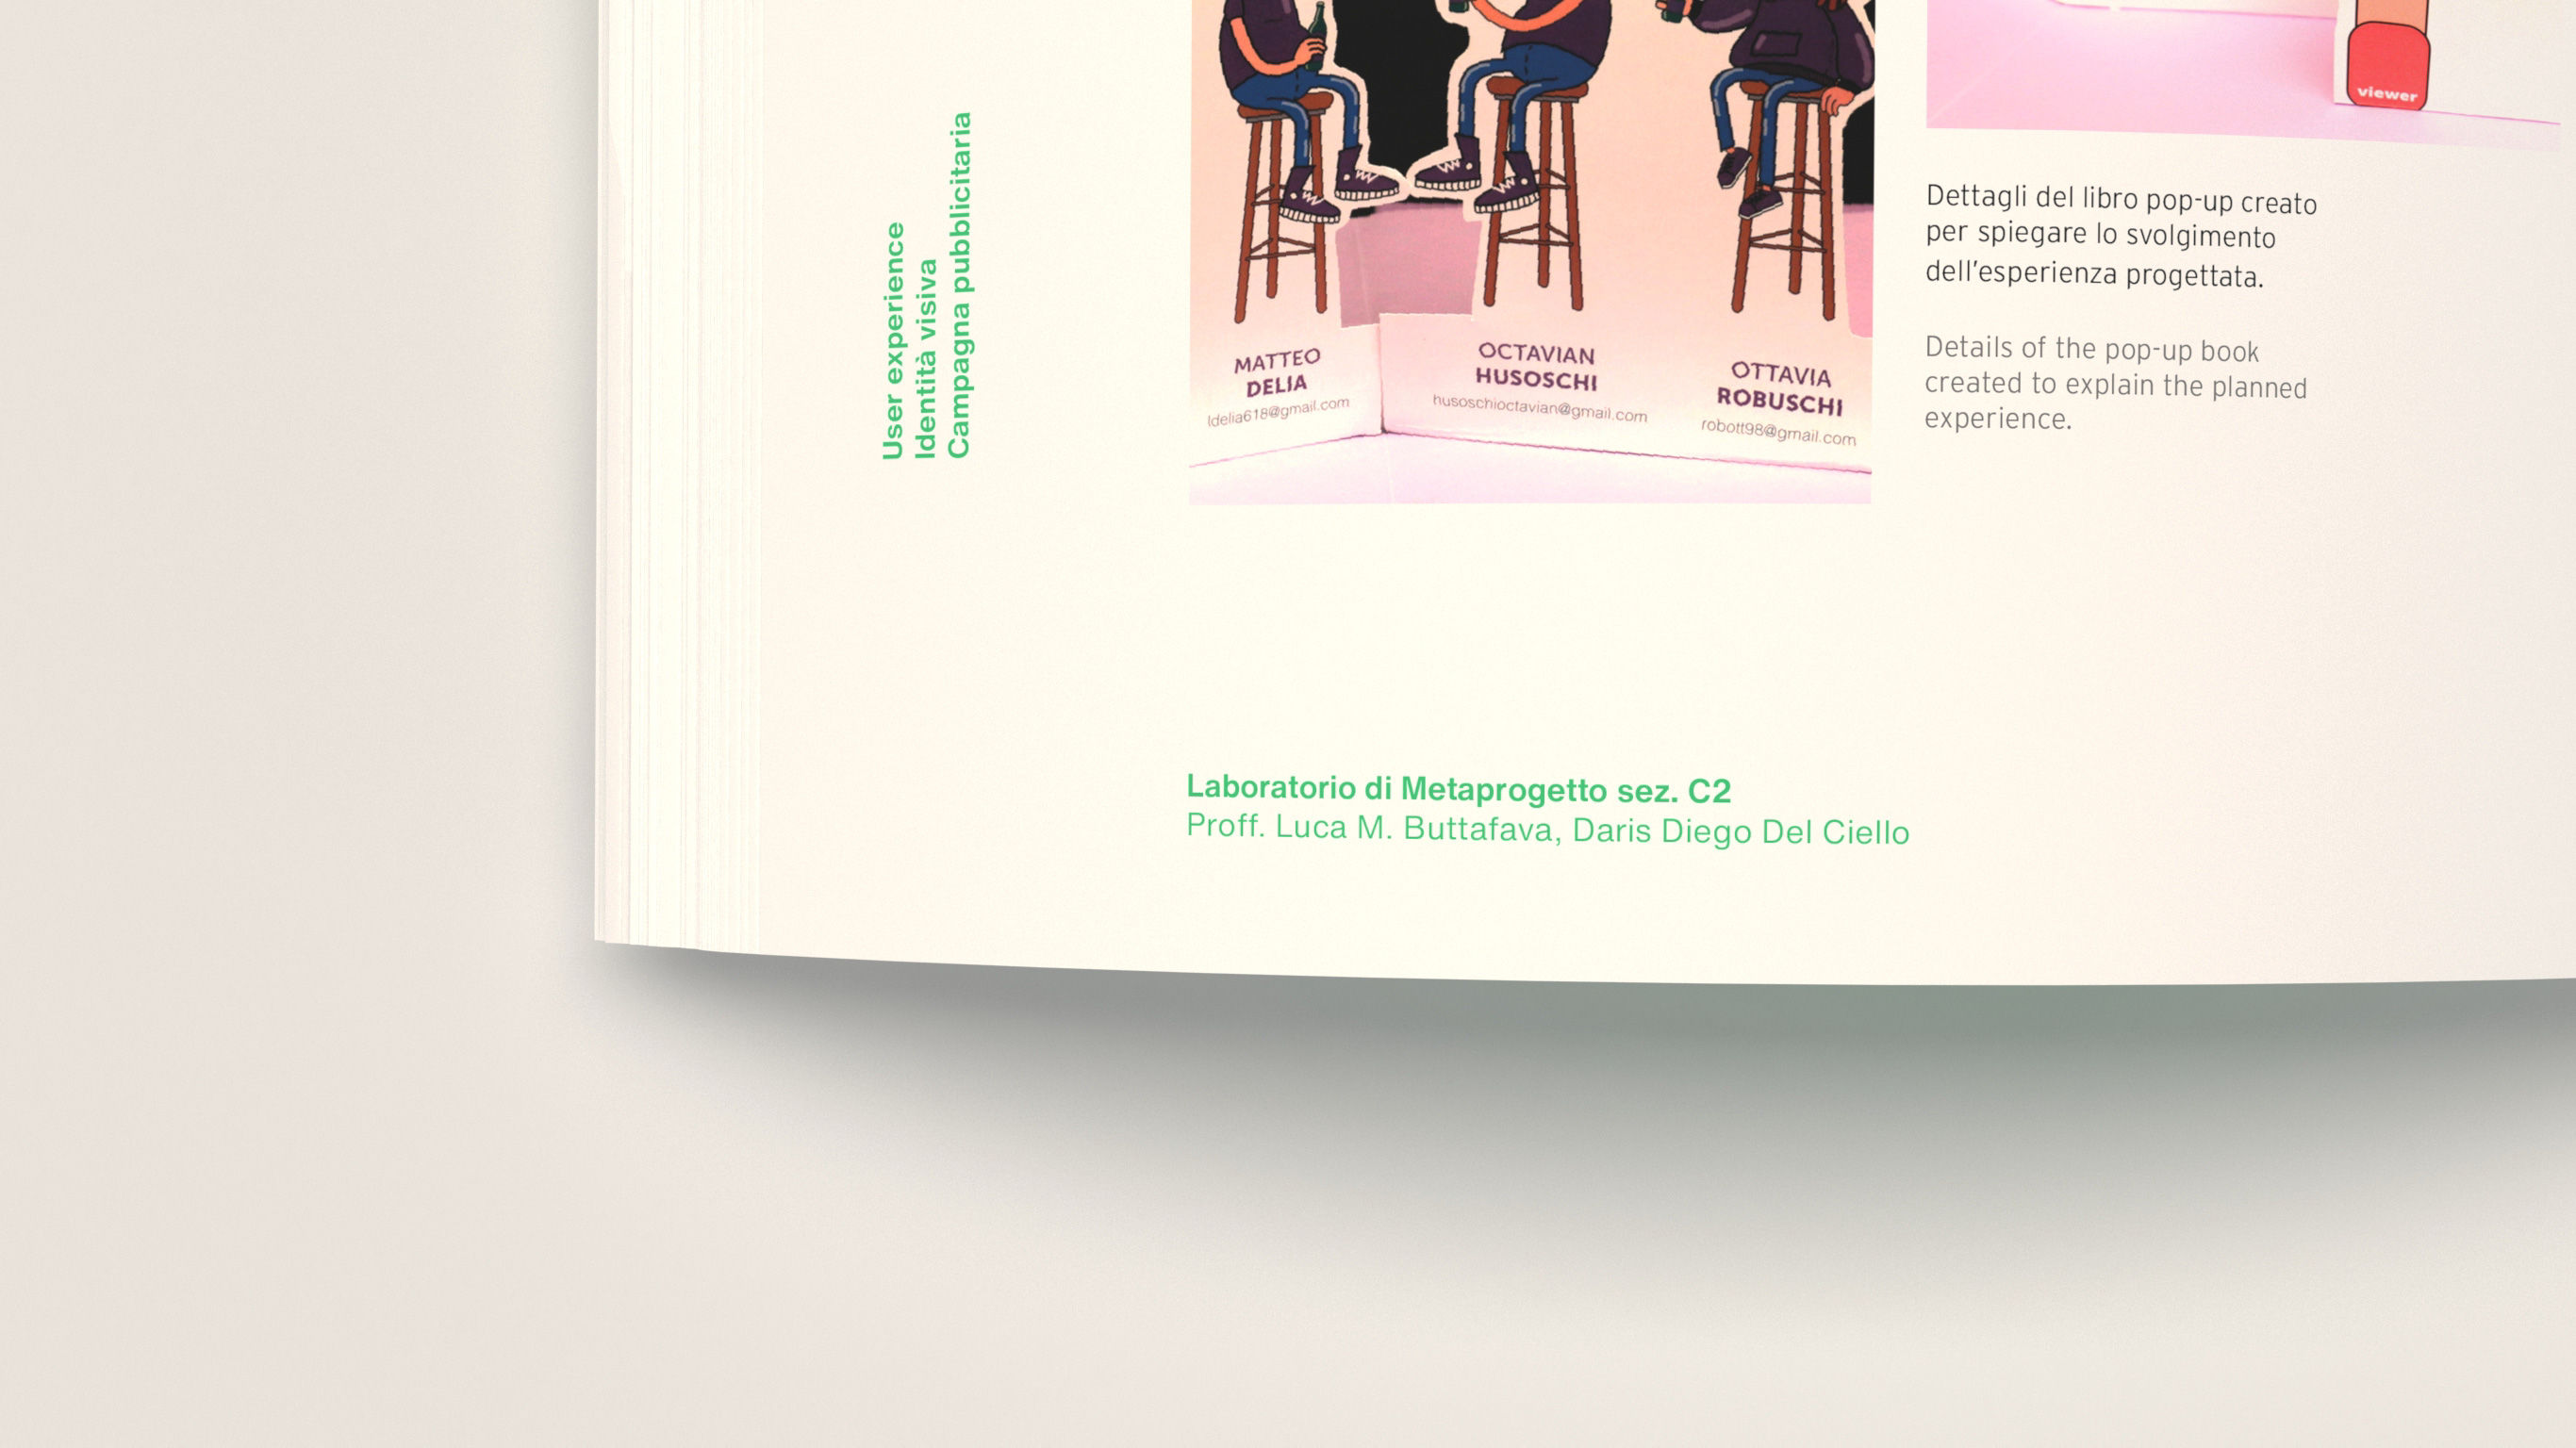 User experience
Identità visiva
Campagna pubblicitaria
MATTEO
DELIA
ldelia618@gmail.com
OCTAVIAN
HUSOSCHI
husoschioctavian@gmail.com
OTTAVIA
ROBUSCHI
robott98@gmail.com
viewer
Dettagli del libro pop-up creato
per spiegare lo svolgimento
dell'esperienza progettata.
Details of the pop-up book
created to explain the planned
experience.
Laboratorio di Metaprogetto sez. C2
Proff. Luca M. Buttafava, Daris Diego Del Ciello